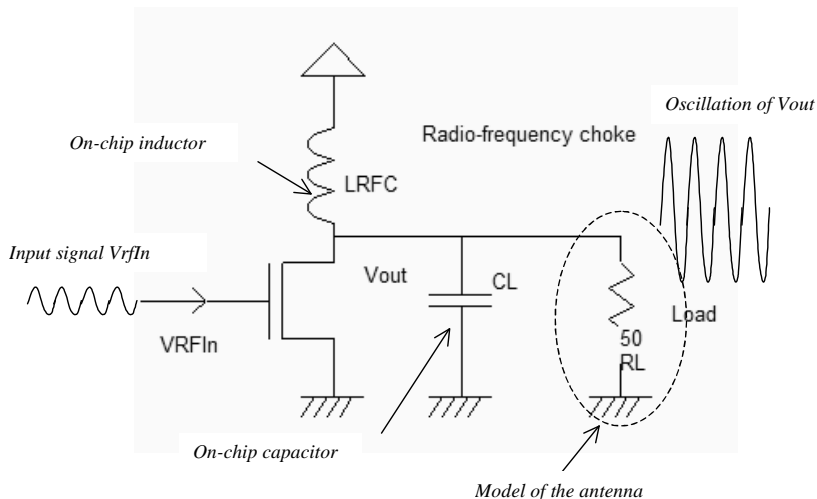 Oscillation of Vout
Radio-frequency choke
On-chip inductor
LRFC
Input signal VrfIn
Vout
CL
Load
VRFIn
50
RL
On-chip capacitor
Model of the antenna